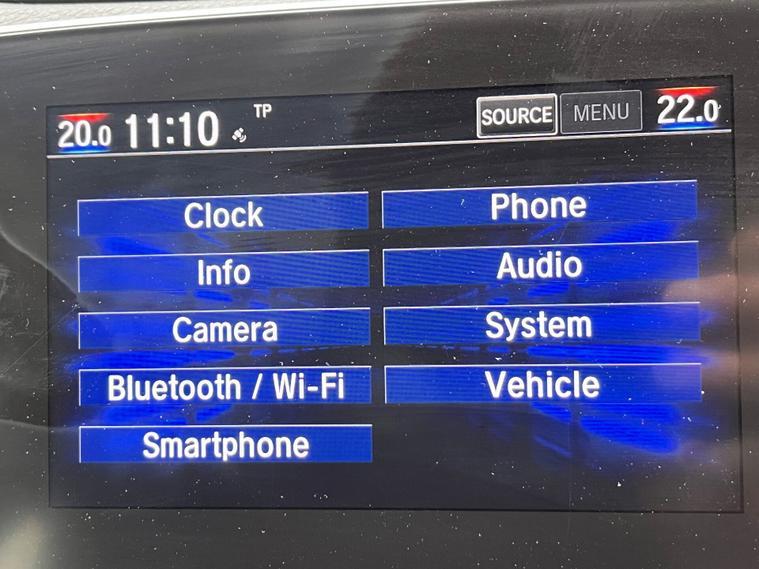 20.0 11:10 TP SOURCE MENU 22.0
Clock Phone
Info Audio
Camera System
Bluetooth / Wi-Fi Vehicle
Smartphone